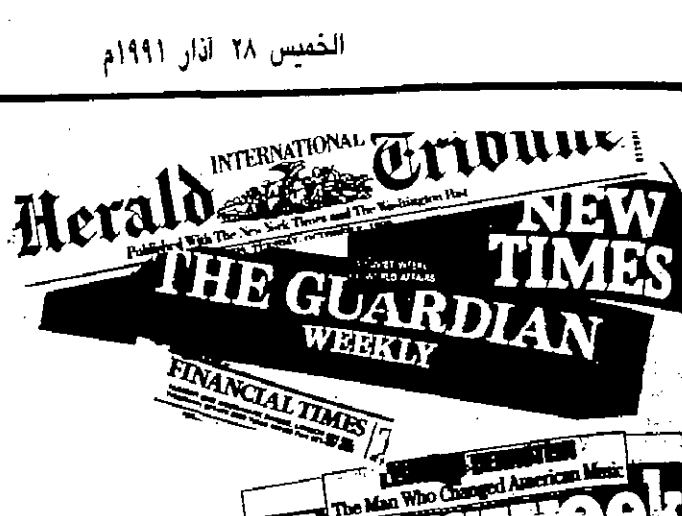 الخميس ٢٨ آذار ١٩٩١م
Herald INTERNATIONAL Tribune
Published With The New York Times and The Washington Post
NEW
TIMES
THE GUARDIAN
WEEKLY
FINANCIAL TIMES
The Man Who Changed American Music